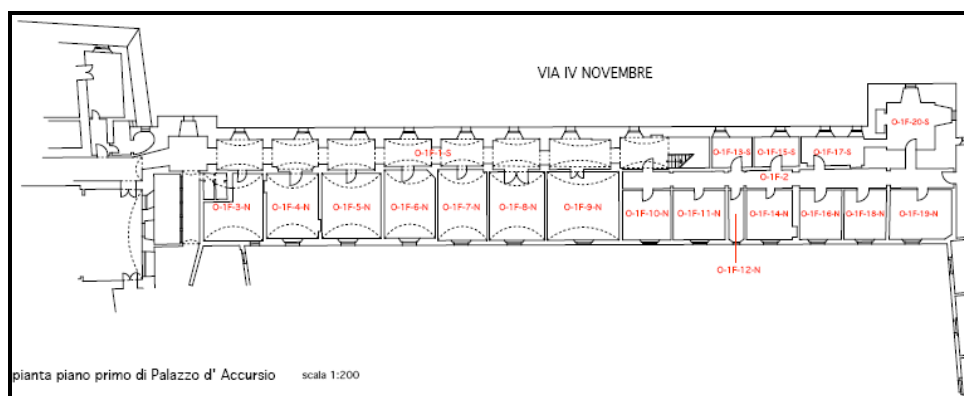 VIA IV NOVEMBRE
O-1F-20-S
O-1F-1-S
O-1F-13-S
O-1F-15-S
O-1F-17-S
O-1F-2
O-1F-3-N
O-1F-4-N
O-1F-5-N
O-1F-6-N
O-1F-7-N
O-1F-8-N
O-1F-9-N
O-1F-10-N
O-1F-11-N
O-1F-14-N
O-1F-16-N
O-1F-18-N
O-1F-19-N
O-1F-12-N
pianta piano primo di Palazzo d' Accursio scala 1:200